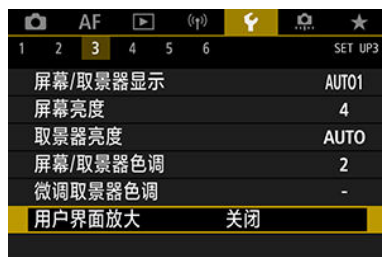 AF
1 2 3 4 5 6 SET UP3
屏幕/取景器显示 AUTO1
屏幕亮度 4
取景器亮度 AUTO
屏幕/取景器色调 2
微调取景器色调 -
用户界面放大 关闭